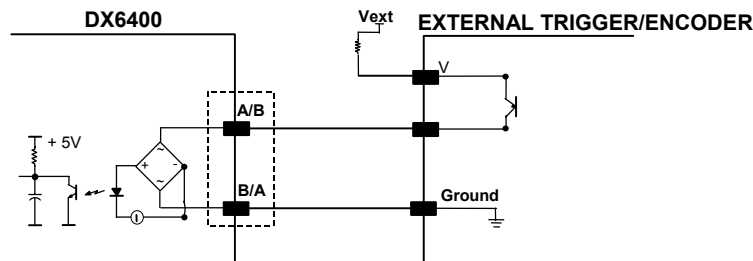 DX6400
Vext
EXTERNAL TRIGGER/ENCODER
V
A/B
+ 5V
~
+ -
~
I
B/A
Ground